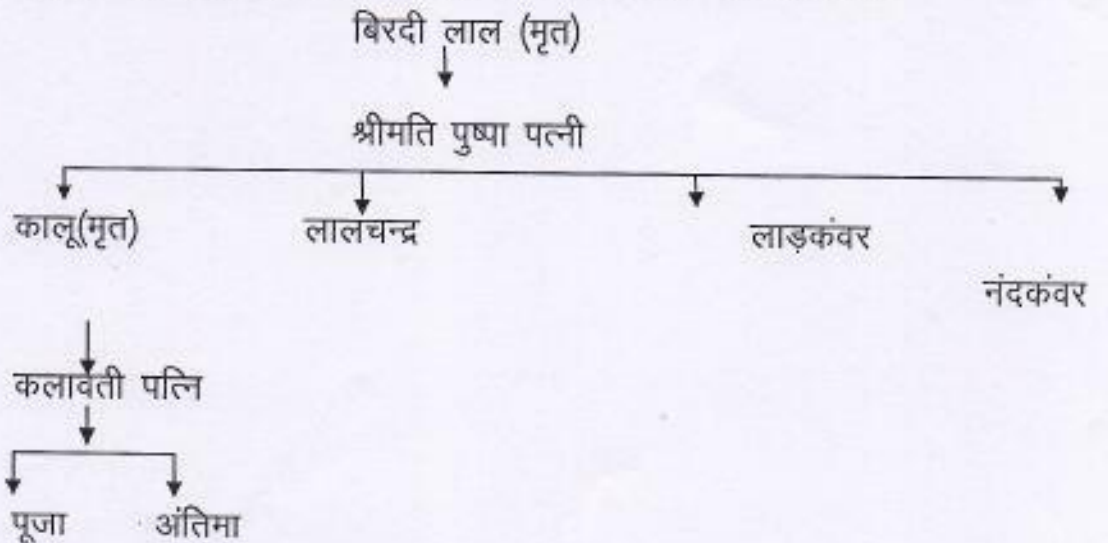 बिरदी लाल (मृत)
श्रीमति पुष्पा पत्नी
कालू(मृत) लालचन्द्र लाड़कंवर
नंदकंवर
कलावती पत्नि
पूजा अंतिमा